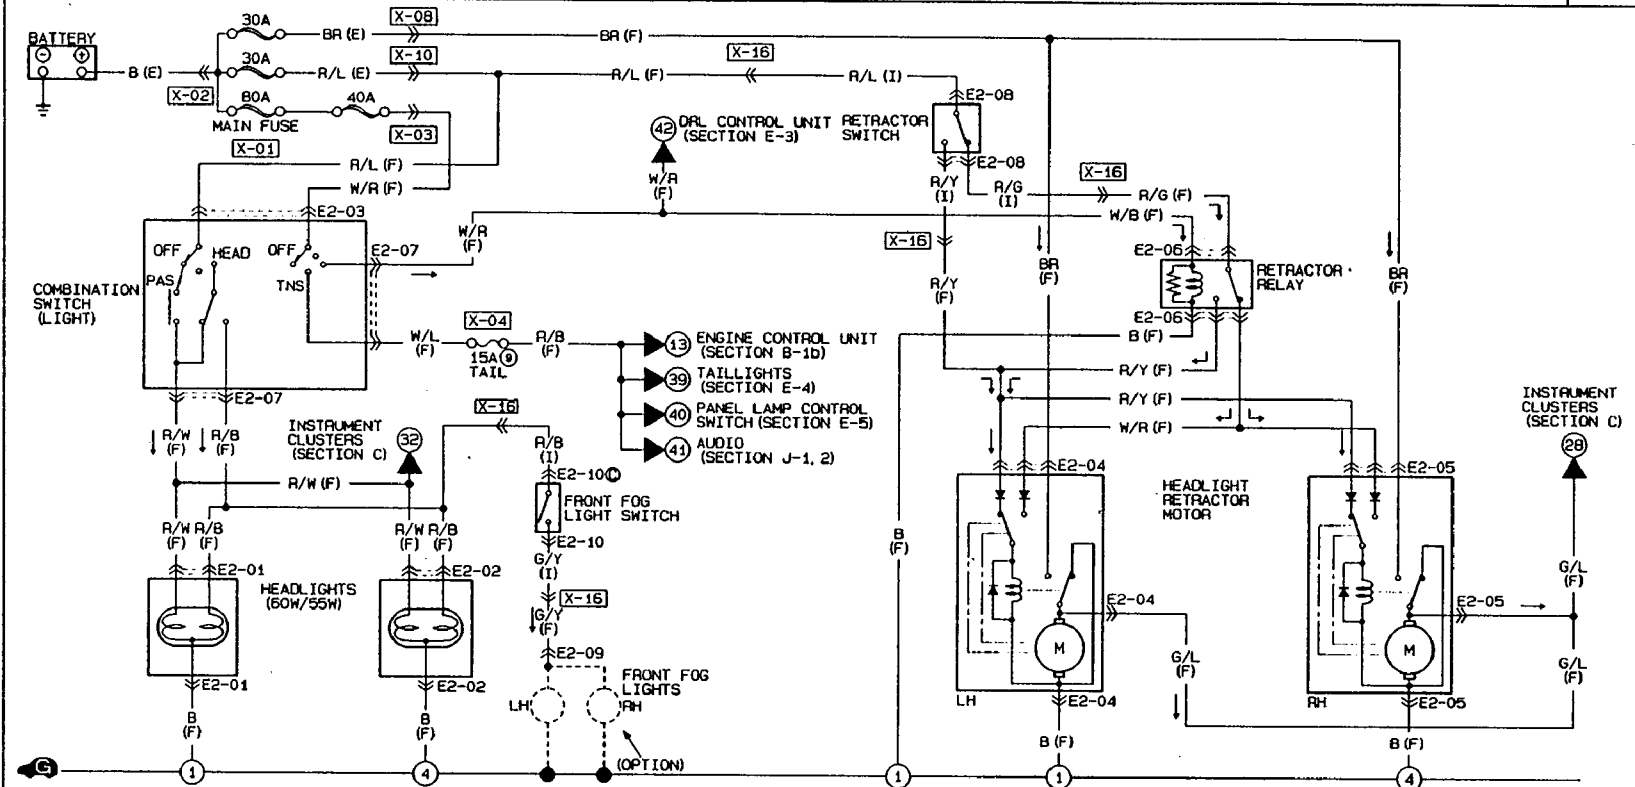 30A
X-08
BR (E)
BR (F)
BATTERY
- +
30A
X-10
X-16
B (E)
R/L (E)
R/L (F)
R/L (I)
X-02
80A
40A
E2-08
MAIN FUSE
X-03
42
DRL CONTROL UNIT
(SECTION E-3)
RETRACTOR
SWITCH
X-01
R/L (F)
E2-08
W/R (F)
W/R
(F)
R/Y
(I)
R/G
(I)
X-16
R/G (F)
E2-03
W/B (F)
W/R
(F)
X-16
E2-07
OFF
HEAD
OFF
E2-06
PAS
TNS
BR
(F)
RETRACTOR
RELAY
BR
(F)
COMBINATION
SWITCH
(LIGHT)
R/Y
(F)
E2-06
X-04
W/L
(F)
R/B
(F)
B (F)
15A 9
TAIL
13
ENGINE CONTROL UNIT
(SECTION B-1b)
39
TAILLIGHTS
(SECTION E-4)
R/Y (F)
40
PANEL LAMP CONTROL
SWITCH (SECTION E-5)
R/Y (F)
41
AUDIO
(SECTION J-1, 2)
W/R (F)
E2-07
X-16
INSTRUMENT
CLUSTERS
(SECTION C)
28
INSTRUMENT
CLUSTERS
(SECTION C)
32
R/W
(F)
R/B
(F)
R/B
(I)
E2-04
E2-05
R/W (F)
E2-10 C
FRONT FOG
LIGHT SWITCH
HEADLIGHT
RETRACTOR
MOTOR
R/W
(F)
R/B
(F)
R/W
(F)
R/B
(F)
E2-10
B
(F)
G/Y
(I)
G/L
(F)
E2-01
HEADLIGHTS
(60W/55W)
E2-02
X-16
G/Y
(F)
E2-04
E2-05
M
M
E2-09
G/L
(F)
G/L
(F)
E2-01
E2-02
FRONT FOG
LIGHTS
LH
RH
LH
E2-04
RH
E2-05
B
(F)
B
(F)
B (F)
B (F)
(OPTION)
G
1
4
1
1
4